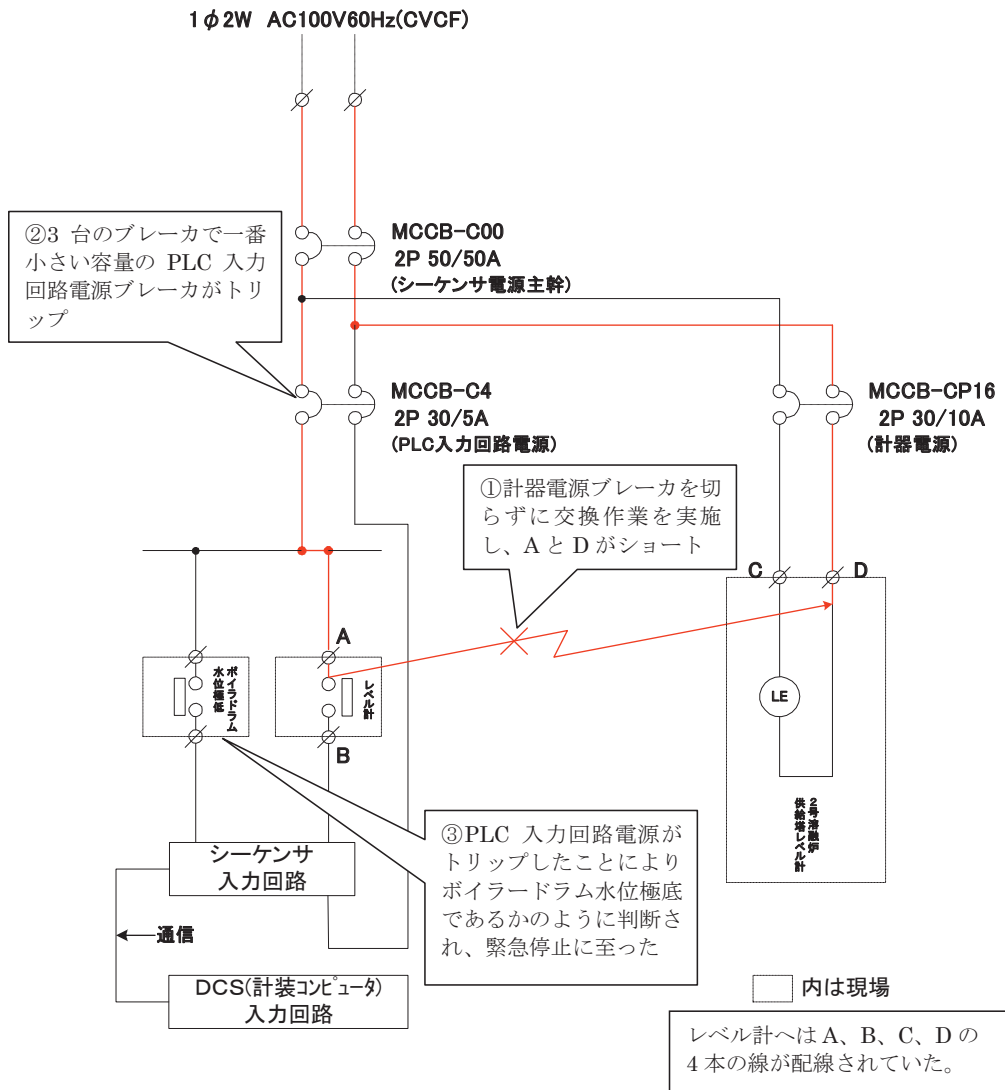 1φ2W AC100V60Hz(CVCF)
②3 台のブレーカで一番
小さい容量の PLC 入力
回路電源ブレーカがトリ
ップ
MCCB-C00
2P 50/50A
(シーケンサ電源主幹)
MCCB-C4
2P 30/5A
(PLC入力回路電源)
MCCB-CP16
2P 30/10A
(計器電源)
①計器電源ブレーカを切
らずに交換作業を実施
し、A と D がショート
C
D
A
ボイラドラム
水位極低
レベル計
B
LE
2号溶融炉
供給塔レベル計
③PLC 入力回路電源が
トリップしたことにより
ボイラードラム水位極底
であるかのように判断さ
れ、緊急停止に至った
シーケンサ
入力回路
通信
DCS(計装コンピュータ)
入力回路
内は現場
レベル計へは A、B、C、D の
4 本の線が配線されていた。